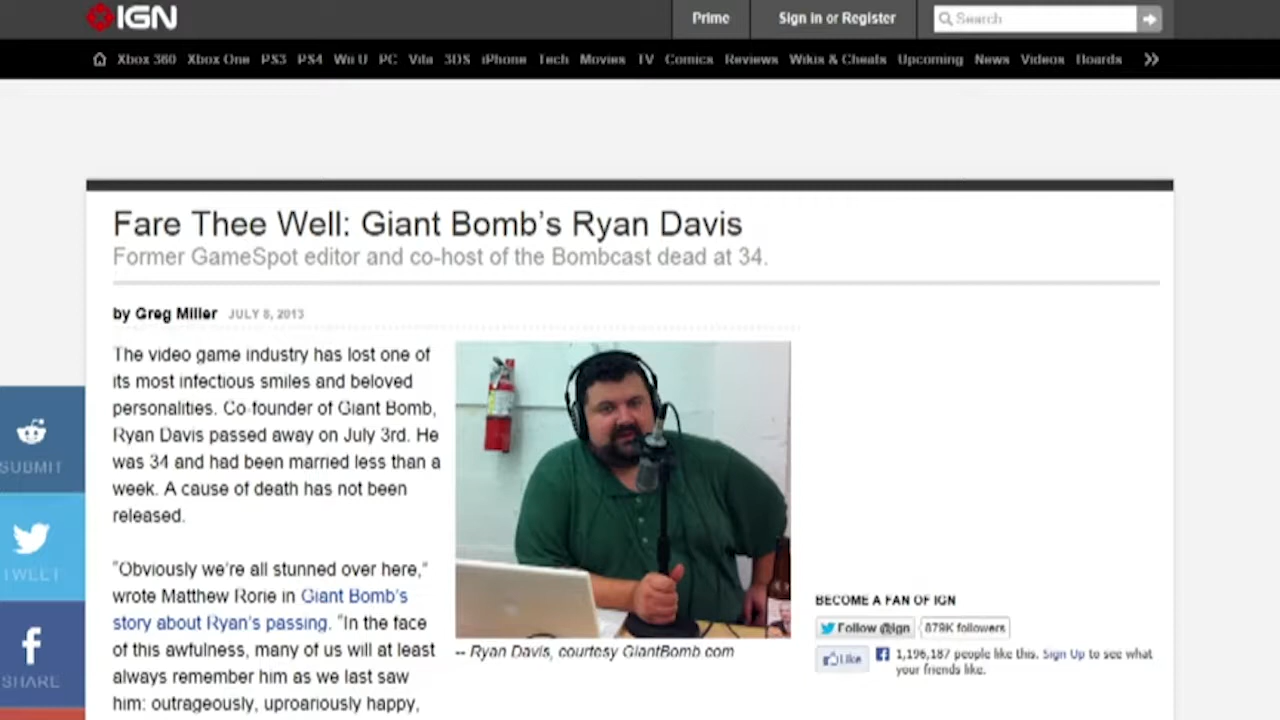 IGN
Prime
Sign in or Register
Search
Xbox 360 Xbox One PS3 PS4 Wii U PC Vita 3DS iPhone Tech Movies TV Comics Reviews Wikis & Cheats Upcoming News Videos Boards
Fare Thee Well: Giant Bomb's Ryan Davis
Former GameSpot editor and co-host of the Bombcast dead at 34.
by Greg Miller JULY 8, 2013
The video game industry has lost one of
its most infectious smiles and beloved
personalities. Co-founder of Giant Bomb,
Ryan Davis passed away on July 3rd. He
was 34 and had been married less than a
week. A cause of death has not been
released.
"Obviously we're all stunned over here,"
wrote Matthew Rorie in Giant Bomb's
story about Ryan's passing. "In the face
of this awfulness, many of us will at least
always remember him as we last saw
him: outrageously, uproariously happy,
-- Ryan Davis, courtesy GiantBomb.com
SUBMIT
TWEET
SHARE
BECOME A FAN OF IGN
Follow @ign 879K followers
Like 1,196,187 people like this. Sign Up to see what
your friends like.